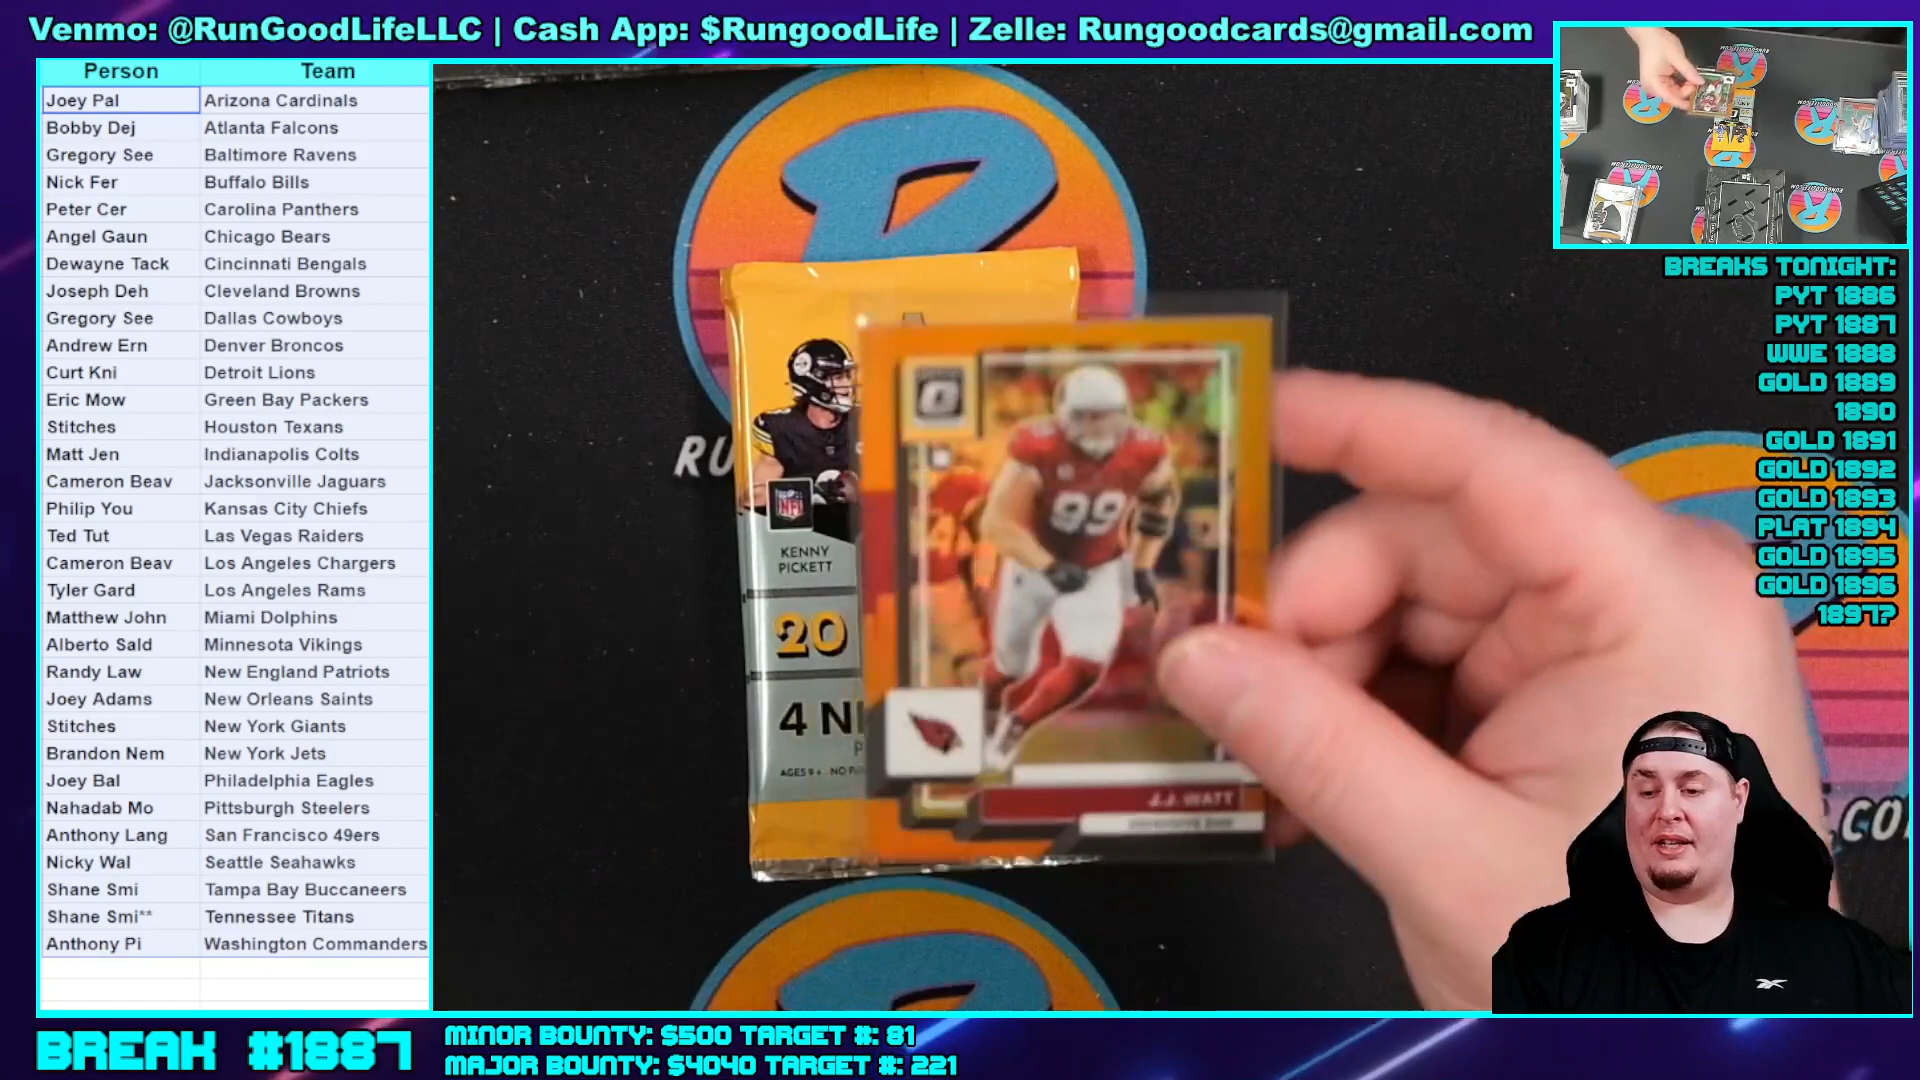 Venmo: @RunGoodLifeLLC | Cash App: $RungoodLife | Zelle: Rungoodcards@gmail.com
Person Team
Joey Pal Arizona Cardinals
Bobby Dej Atlanta Falcons
Gregory See Baltimore Ravens
Nick Fer Buffalo Bills
Peter Cer Carolina Panthers
Angel Gaun Chicago Bears
Dewayne Tack Cincinnati Bengals
Joseph Deh Cleveland Browns
Gregory See Dallas Cowboys
Andrew Ern Denver Broncos
Curt Kni Detroit Lions
Eric Mow Green Bay Packers
Stitches Houston Texans
Matt Jen Indianapolis Colts
Cameron Beav Jacksonville Jaguars
Philip You Kansas City Chiefs
Ted Tut Las Vegas Raiders
Cameron Beav Los Angeles Chargers
Tyler Gard Los Angeles Rams
Matthew John Miami Dolphins
Alberto Sald Minnesota Vikings
Randy Law New England Patriots
Joey Adams New Orleans Saints
Stitches New York Giants
Brandon Nem New York Jets
Joey Bal Philadelphia Eagles
Nahadab Mo Pittsburgh Steelers
Anthony Lang San Francisco 49ers
Nicky Wal Seattle Seahawks
Shane Smi Tampa Bay Buccaneers
Shane Smi** Tennessee Titans
Anthony Pi Washington Commanders
RU
NFL
KENNY
PICKETT
20
4 N
AGES 9+
99
J.J. WATT
.CO
BREAKS TONIGHT:
PYT 1886
PYT 1887
WWE 1888
GOLD 1889
1890
GOLD 1891
GOLD 1892
GOLD 1893
PLAT 1894
GOLD 1895
GOLD 1896
1897?
BREAK #1887
MINOR BOUNTY: $500 TARGET #: 81
MAJOR BOUNTY: $4040 TARGET #: 221